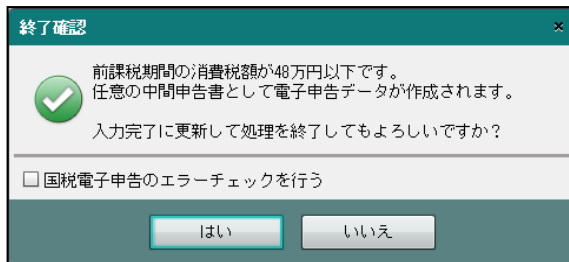 終了確認
×
前課税期間の消費税額が48万円以下です。
任意の中間申告書として電子申告データが作成されます。
入力完了に更新して処理を終了してもよろしいですか？
国税電子申告のエラーチェックを行う
はい
いいえ